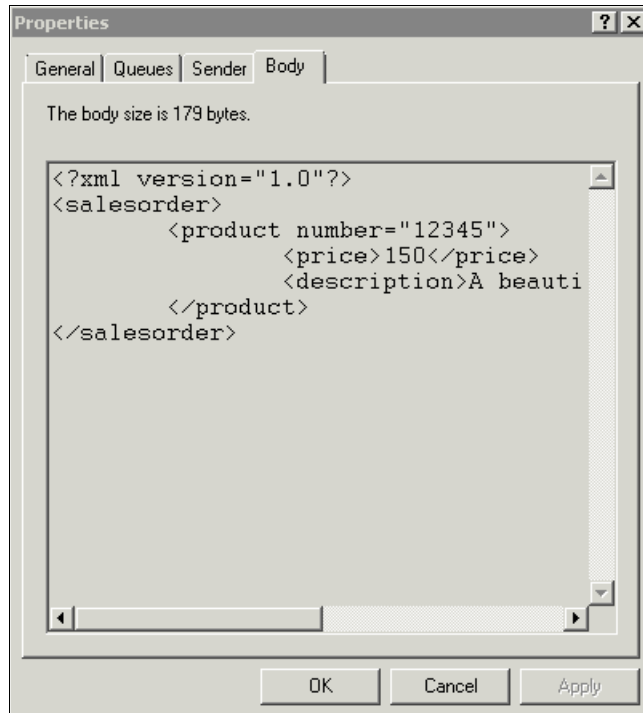 Properties
General Queues Sender Body
The body size is 179 bytes.
<?xml version="1.0"?>
<salesorder>
<product number="12345">
<price>150</price>
<description>A beauti
</product>
</salesorder>
OK Cancel Apply